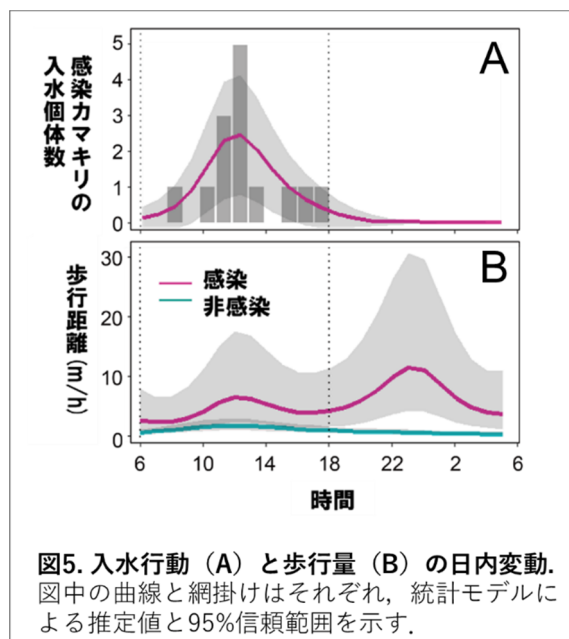 感染カマキリの
入水個体数
5
4
3
2
1
0
A
歩行距離(m/h)
30
20
10
0
感染
非感染
B
6 10 14 18 22 2 6
時間
図5. 入水行動（A）と歩行量（B）の日内変動.
図中の曲線と網掛けはそれぞれ，統計モデルに
よる推定値と95%信頼範囲を示す.